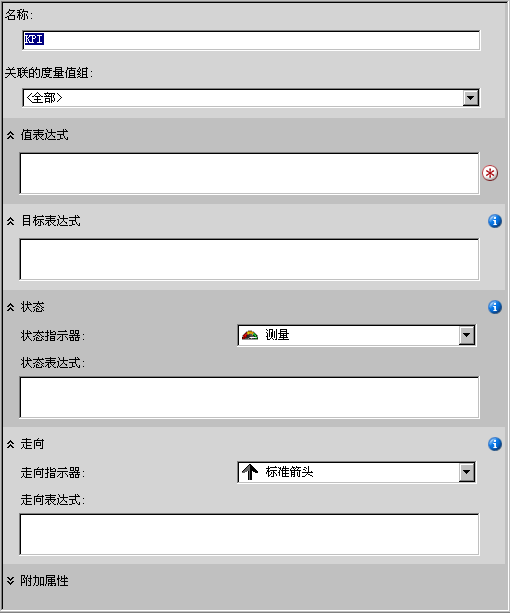 名称:
KPI
关联的度量值组:
<全部>
值表达式
目标表达式
状态
状态指示器:
测量
状态表达式:
走向
走向指示器:
标准箭头
走向表达式:
附加属性